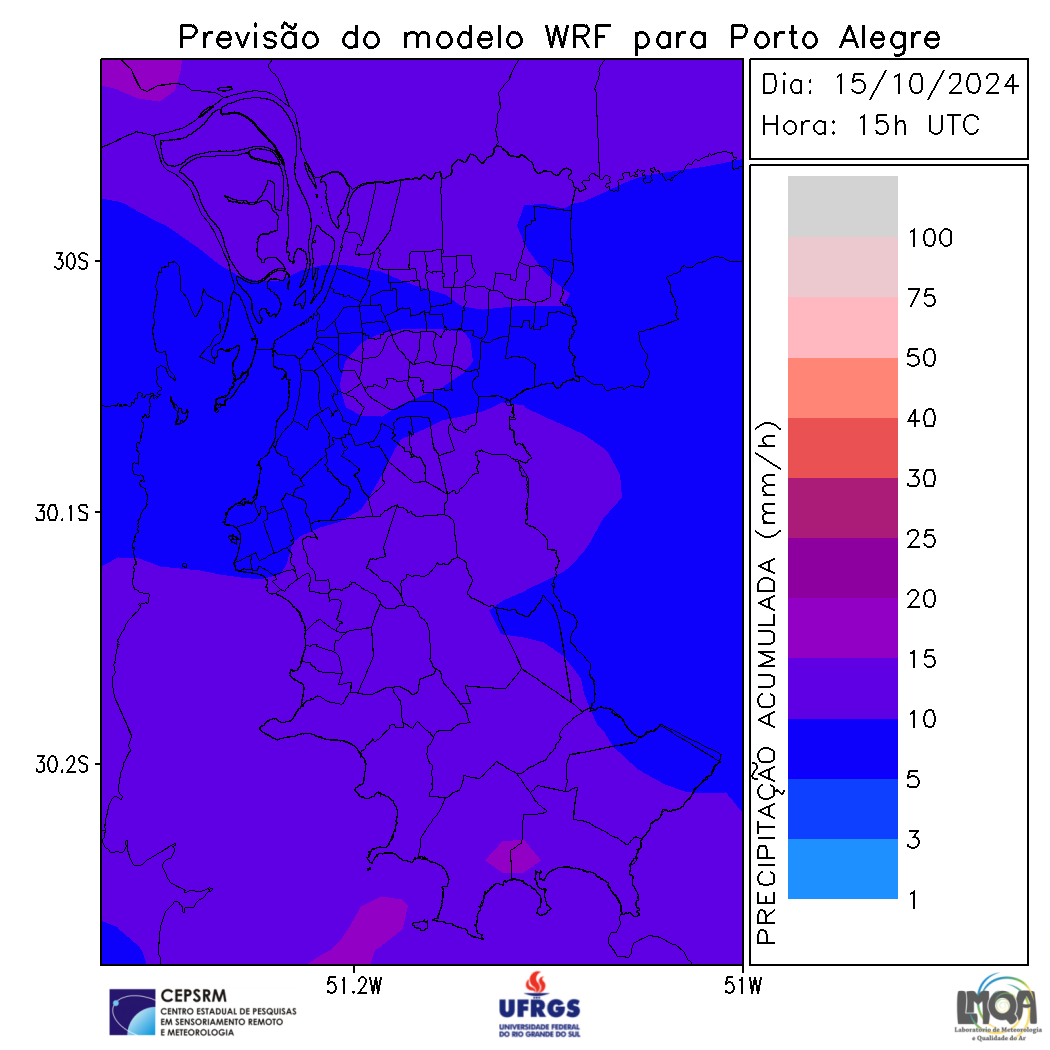 Previsão do modelo WRF para Porto Alegre
Dia: 15/10/2024
Hora: 15h UTC
30S
30.1S
30.2S
51.2W
51W
PRECIPITAÇÃO ACUMULADA (mm/h)
100
75
50
40
30
25
20
15
10
5
3
1
CEPSRM
CENTRO ESTADUAL DE PESQUISAS
EM SENSORIAMENTO REMOTO
E METEOROLOGIA
UFRGS
UNIVERSIDADE FEDERAL
DO RIO GRANDE DO SUL
LMQA
Laboratório de Meteorologia
e Qualidade do Ar